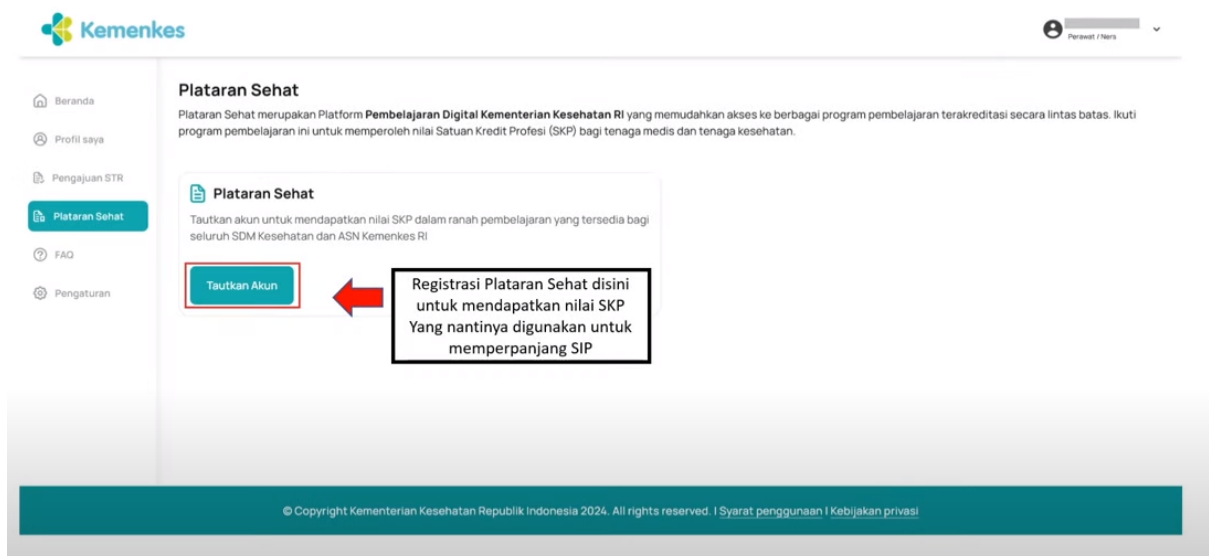 Kemenkes
Perawat / Ners
Beranda
Profil saya
Pengajuan STR
Plataran Sehat
FAQ
Pengaturan
Plataran Sehat
Plataran Sehat merupakan Platform Pembelajaran Digital Kementerian Kesehatan RI yang memudahkan akses ke berbagai program pembelajaran terakreditasi secara lintas batas. Ikuti
program pembelajaran ini untuk memperoleh nilai Satuan Kredit Profesi (SKP) bagi tenaga medis dan tenaga kesehatan.
Plataran Sehat
Tautkan akun untuk mendapatkan nilai SKP dalam ranah pembelajaran yang tersedia bagi
seluruh SDM Kesehatan dan ASN Kemenkes RI
Tautkan Akun
Registrasi Plataran Sehat disini
untuk mendapatkan nilai SKP
Yang nantinya digunakan untuk
memperpanjang SIP
© Copyright Kementerian Kesehatan Republik Indonesia 2024. All rights reserved. | Syarat penggunaan | Kebijakan privasi